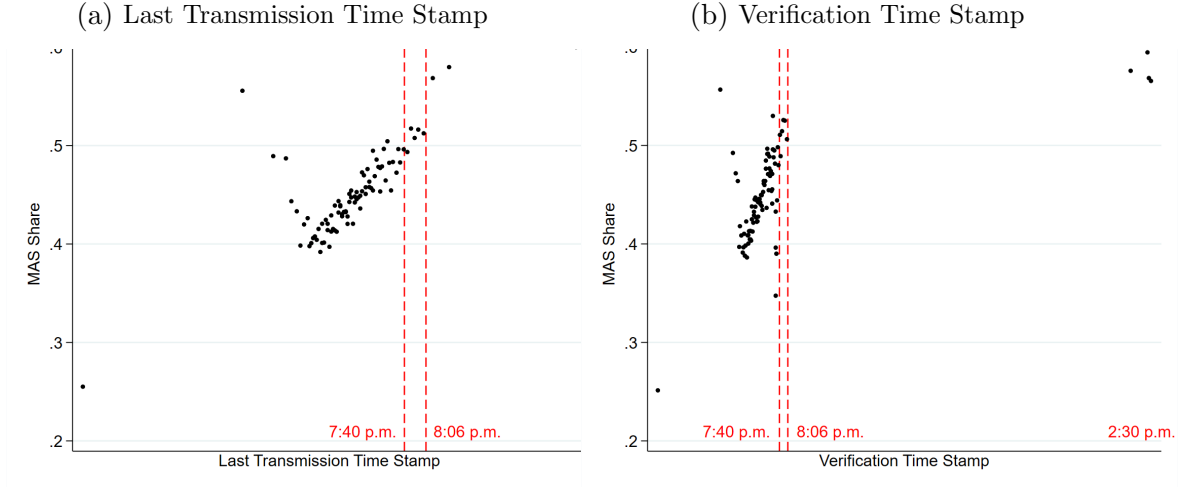 (a) Last Transmission Time Stamp
MAS Share
.5
.4
.3
.2
7:40 p.m.
8:06 p.m.
Last Transmission Time Stamp
(b) Verification Time Stamp
MAS Share
.5
.4
.3
.2
7:40 p.m.
8:06 p.m.
2:30 p.m.
Verification Time Stamp